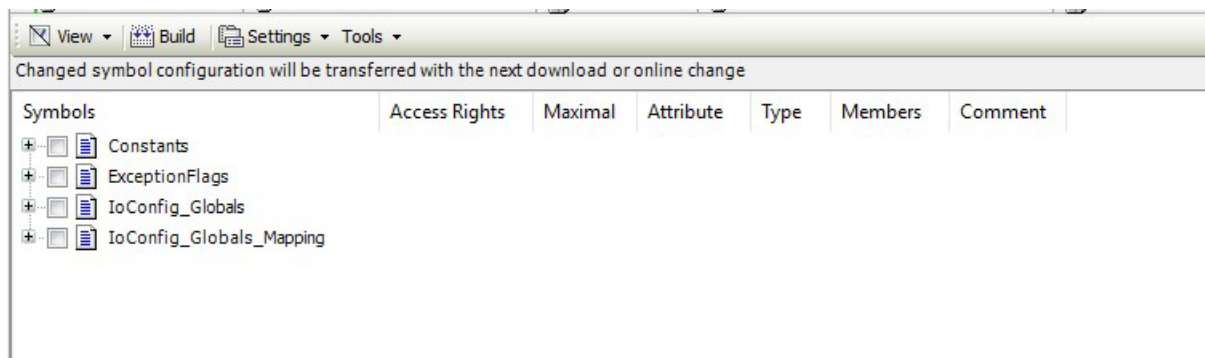 View Build Settings Tools
Changed symbol configuration will be transferred with the next download or online change
Symbols Access Rights Maximal Attribute Type Members Comment
Constants
ExceptionFlags
IoConfig_Globals
IoConfig_Globals_Mapping